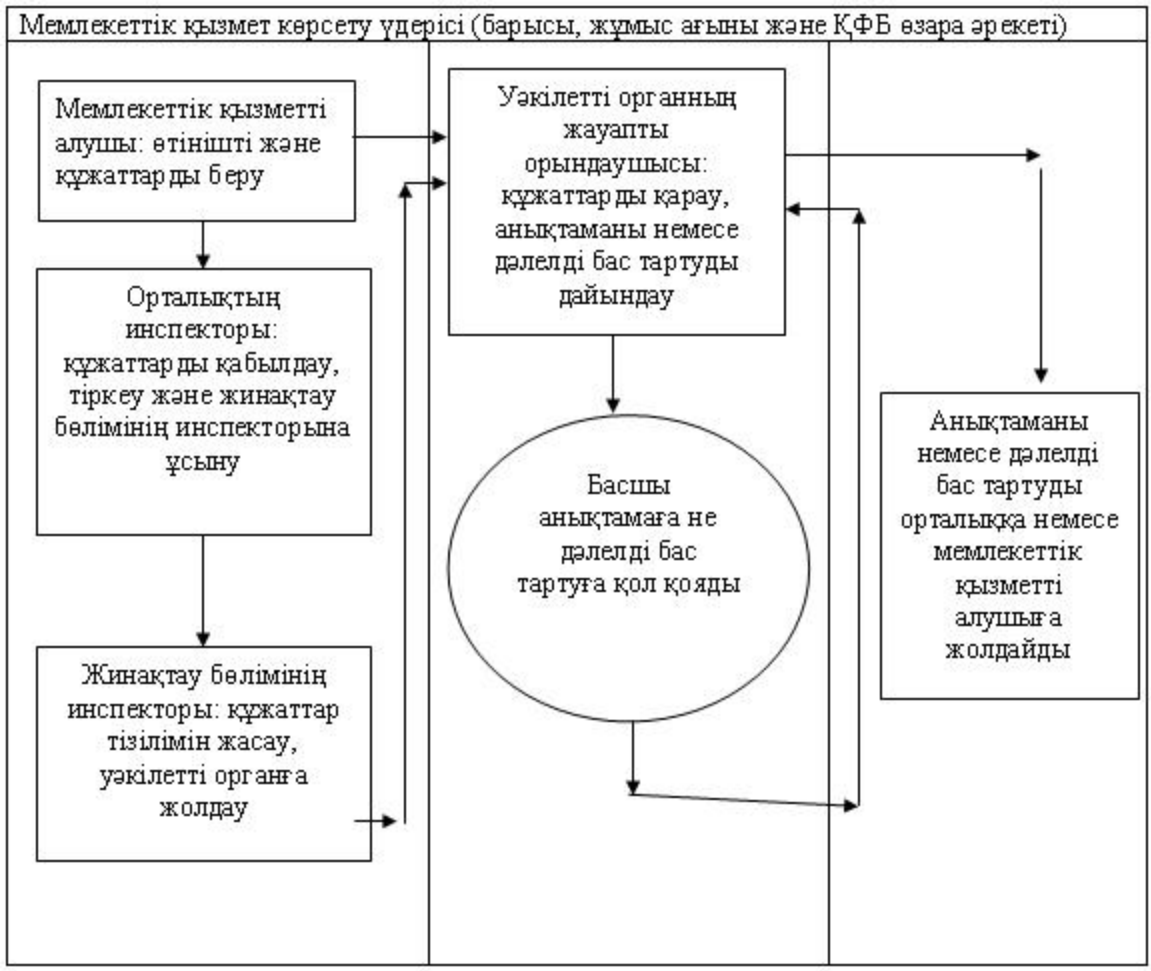 Мемлекеттік қызмет көрсету үдерісі (барысы, жұмыс ағыны және ҚФБ өзара әрекеті)
Мемлекеттік қызметті
алушы: өтінішті және
құжаттарды беру
Орталықтың
инспекторы:
құжаттарды қабылдау,
тіркеу және жинақтау
бөлімінің инспекторына
ұсыну
Жинақтау бөлімінің
инспекторы: құжаттар
тізілімін жасау,
уәкілетті органға
жолдау
Уәкілетті органның
жауапты
орындаушысы:
құжаттарды қарау,
анықтаманы немесе
дәлелді бас тартуды
дайындау
Басшы
анықтамаға не
дәлелді бас
тартуға қол қояды
Анықтаманы
немесе дәлелді
бас тартуды
орталыққа немесе
мемлекеттік
қызметті
алушыға
жолдайды